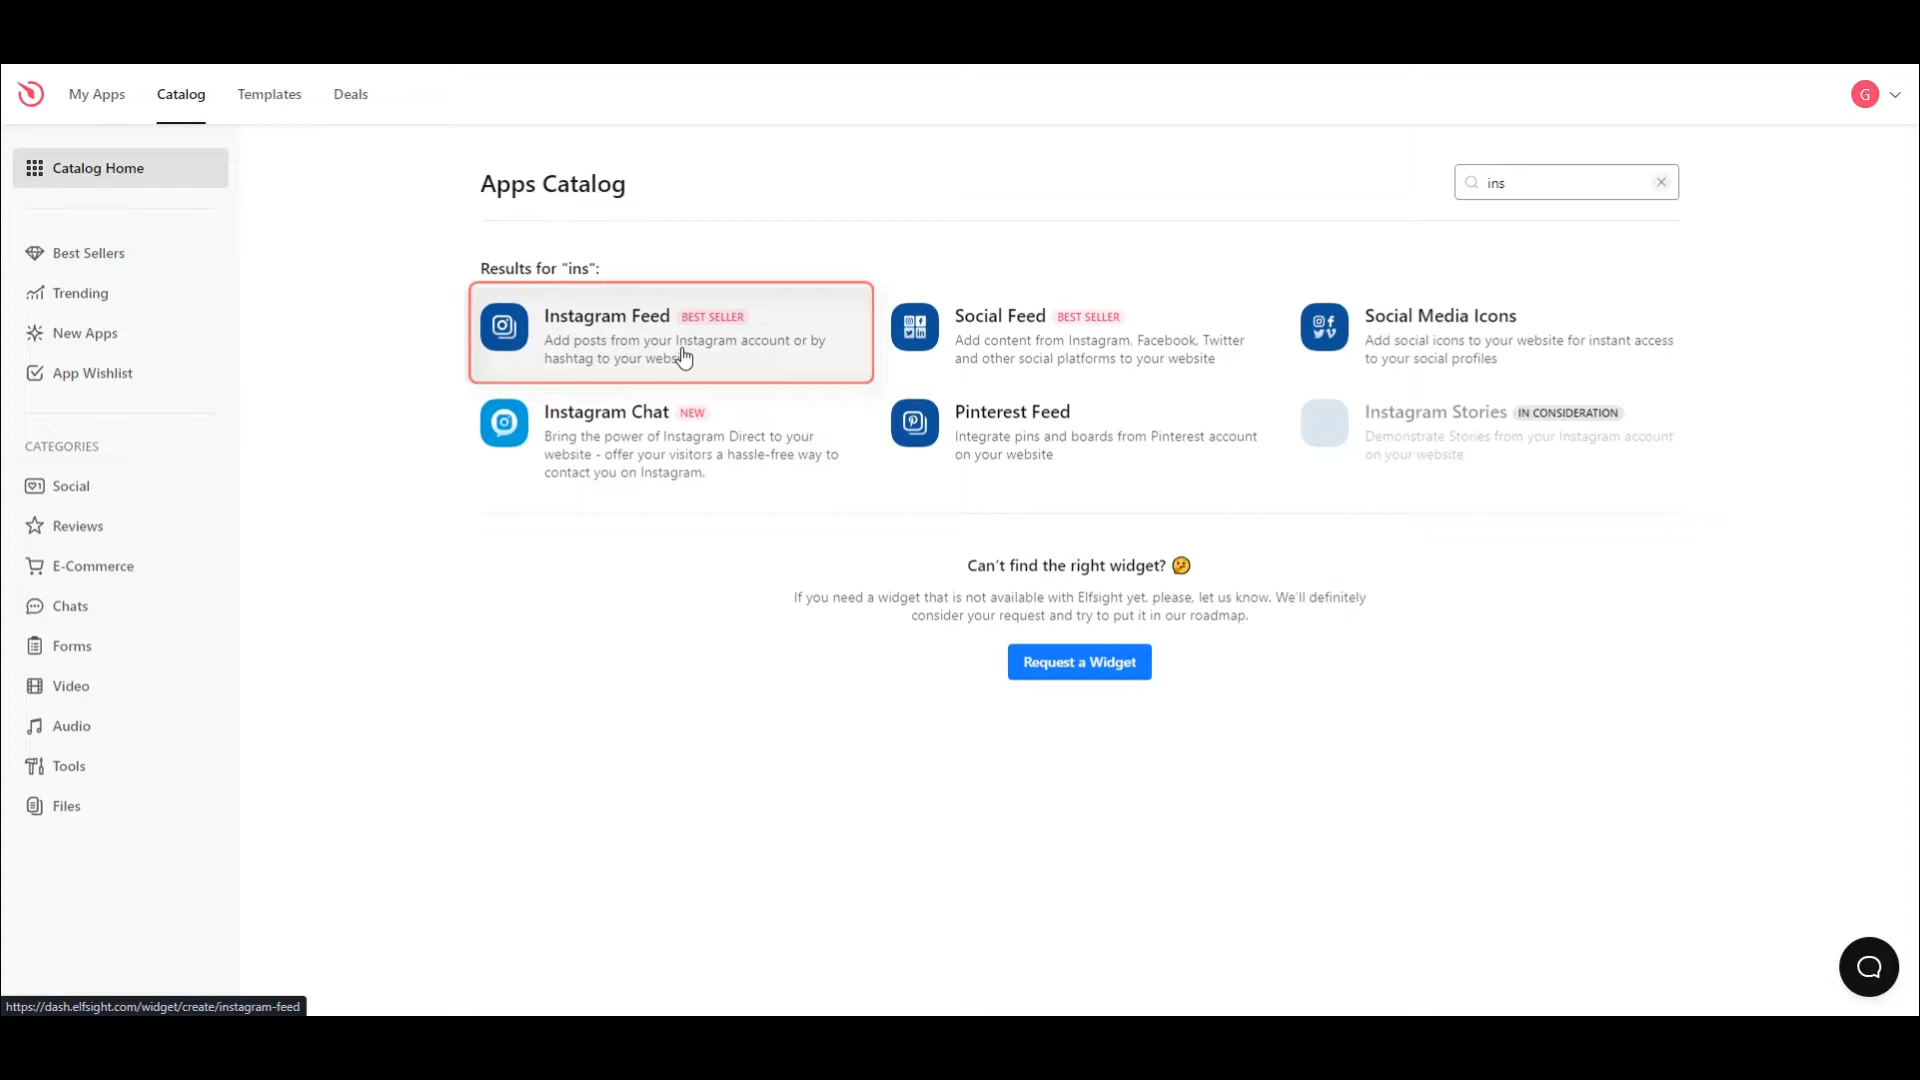 My Apps
Catalog
Templates
Deals
G
Catalog Home
Best Sellers
Trending
New Apps
App Wishlist
CATEGORIES
Social
Reviews
E-Commerce
Chats
Forms
Video
Audio
Tools
Files
Apps Catalog
ins
Results for "ins":
Instagram Feed BEST SELLER
Add posts from your Instagram account or by
hashtag to your webs
Social Feed BEST SELLER
Add content from Instagram, Facebook, Twitter
and other social platforms to your website
Social Media Icons
Add social icons to your website for instant access
to your social profiles
Instagram Chat NEW
Bring the power of Instagram Direct to your
website - offer your visitors a hassle-free way to
contact you on Instagram.
Pinterest Feed
Integrate pins and boards from Pinterest account
on your website
Instagram Stories IN CONSIDERATION
Demonstrate Stories from your Instagram account
on your website
Can't find the right widget? 🤔
If you need a widget that is not available with Elfsight yet, please, let us know. We'll definitely
consider your request and try to put it in our roadmap.
Request a Widget
https://dash.elfsight.com/widget/create/instagram-feed